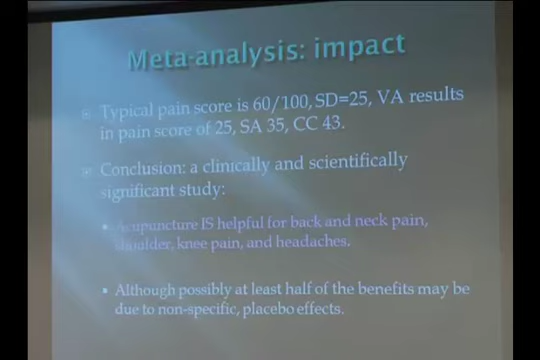 Meta-analysis: impact
Typical pain score is 60/100, SD=25, VA results
in pain score of 25, SA 35, CC 43.
Conclusion: a clinically and scientifically
significant study:
Acupuncture IS helpful for back and neck pain,
shoulder, knee pain, and headaches.
Although possibly at least half of the benefits may be
due to non-specific, placebo effects.